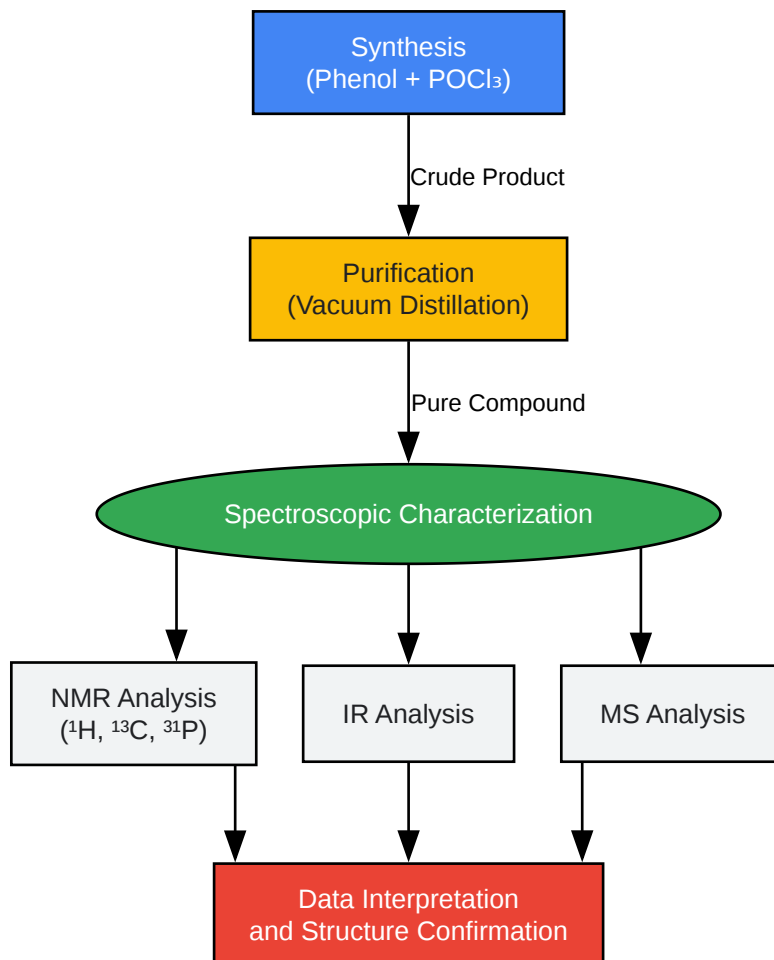 Synthesis
(Phenol + POCl₃)
Crude Product
Purification
(Vacuum Distillation)
Pure Compound
Spectroscopic Characterization
NMR Analysis
(¹H, ¹³C, ³¹P)
IR Analysis
MS Analysis
Data Interpretation
and Structure Confirmation